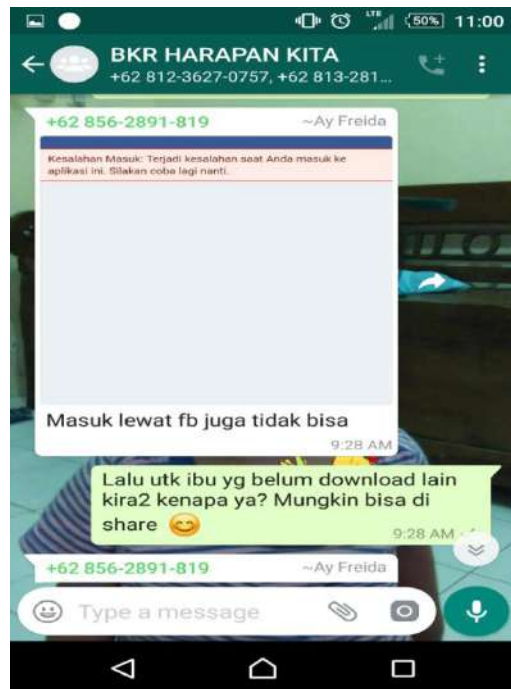 LTE 50% 11:00
BKR HARAPAN KITA
+62 812-3627-0757, +62 813-281...
+62 856-2891-819 ~Ay Freida
Kesalahan Masuk: Terjadi kesalahan saat Anda masuk ke
aplikasi ini. Silakan coba lagi nanti.
Masuk lewat fb juga tidak bisa
9:28 AM
Lalu utk ibu yg belum download lain
kira2 kenapa ya? Mungkin bisa di
share 😊
9:28 AM
+62 856-2891-819 ~Ay Freida
Type a message